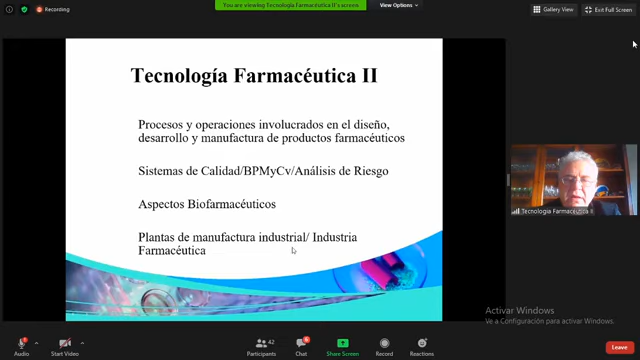 Recording
You are viewing Tecnología Farmacéutica II's screen
View Options
Gallery View
Exit Full Screen
Tecnología Farmacéutica II
Procesos y operaciones involucrados en el diseño,
desarrollo y manufactura de productos farmacéuticos
Sistemas de Calidad/BPMyCv/Análisis de Riesgo
Aspectos Biofarmacéuticos
Plantas de manufactura industrial/ Industria
Farmacéutica
Tecnología Farmacéutica II
Activar Windows
Ve a Configuración para activar Windows.
Audio
Start Video
42
Participants
Chat
Share Screen
Record
Reactions
Leave